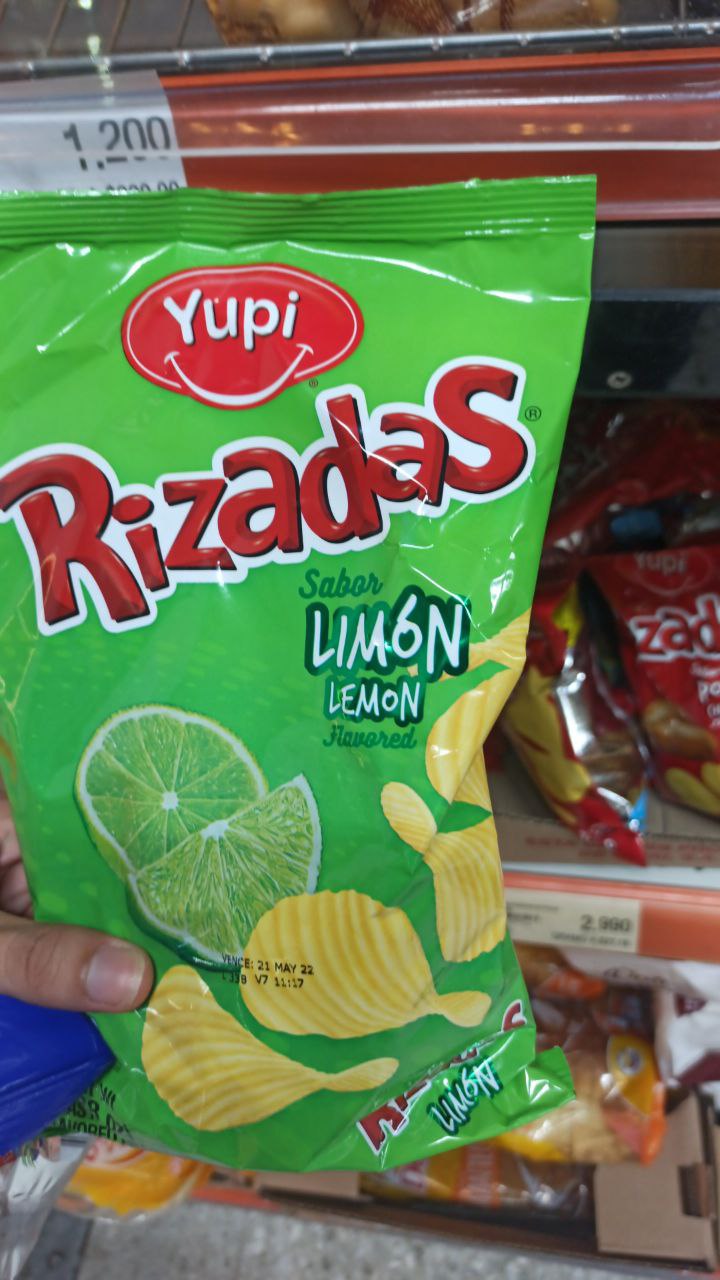 1.200
Yupi
®
Rizadas®
Sabor
LIMÓN
LEMON
Flavored
VENCE: 21 MAY 22
V7 11:17
LIMÓN
Yupi
2.990